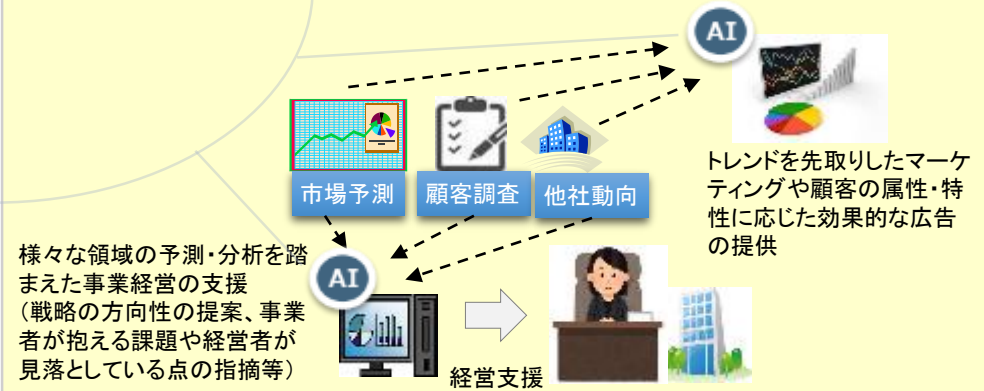 AI
市場予測
顧客調査
他社動向
トレンドを先取りしたマーケ
ティングや顧客の属性・特
性に応じた効果的な広告
の提供
様々な領域の予測・分析を踏
まえた事業経営の支援
（戦略の方向性の提案、事業
者が抱える課題や経営者が
見落としている点の指摘等）
AI
経営支援